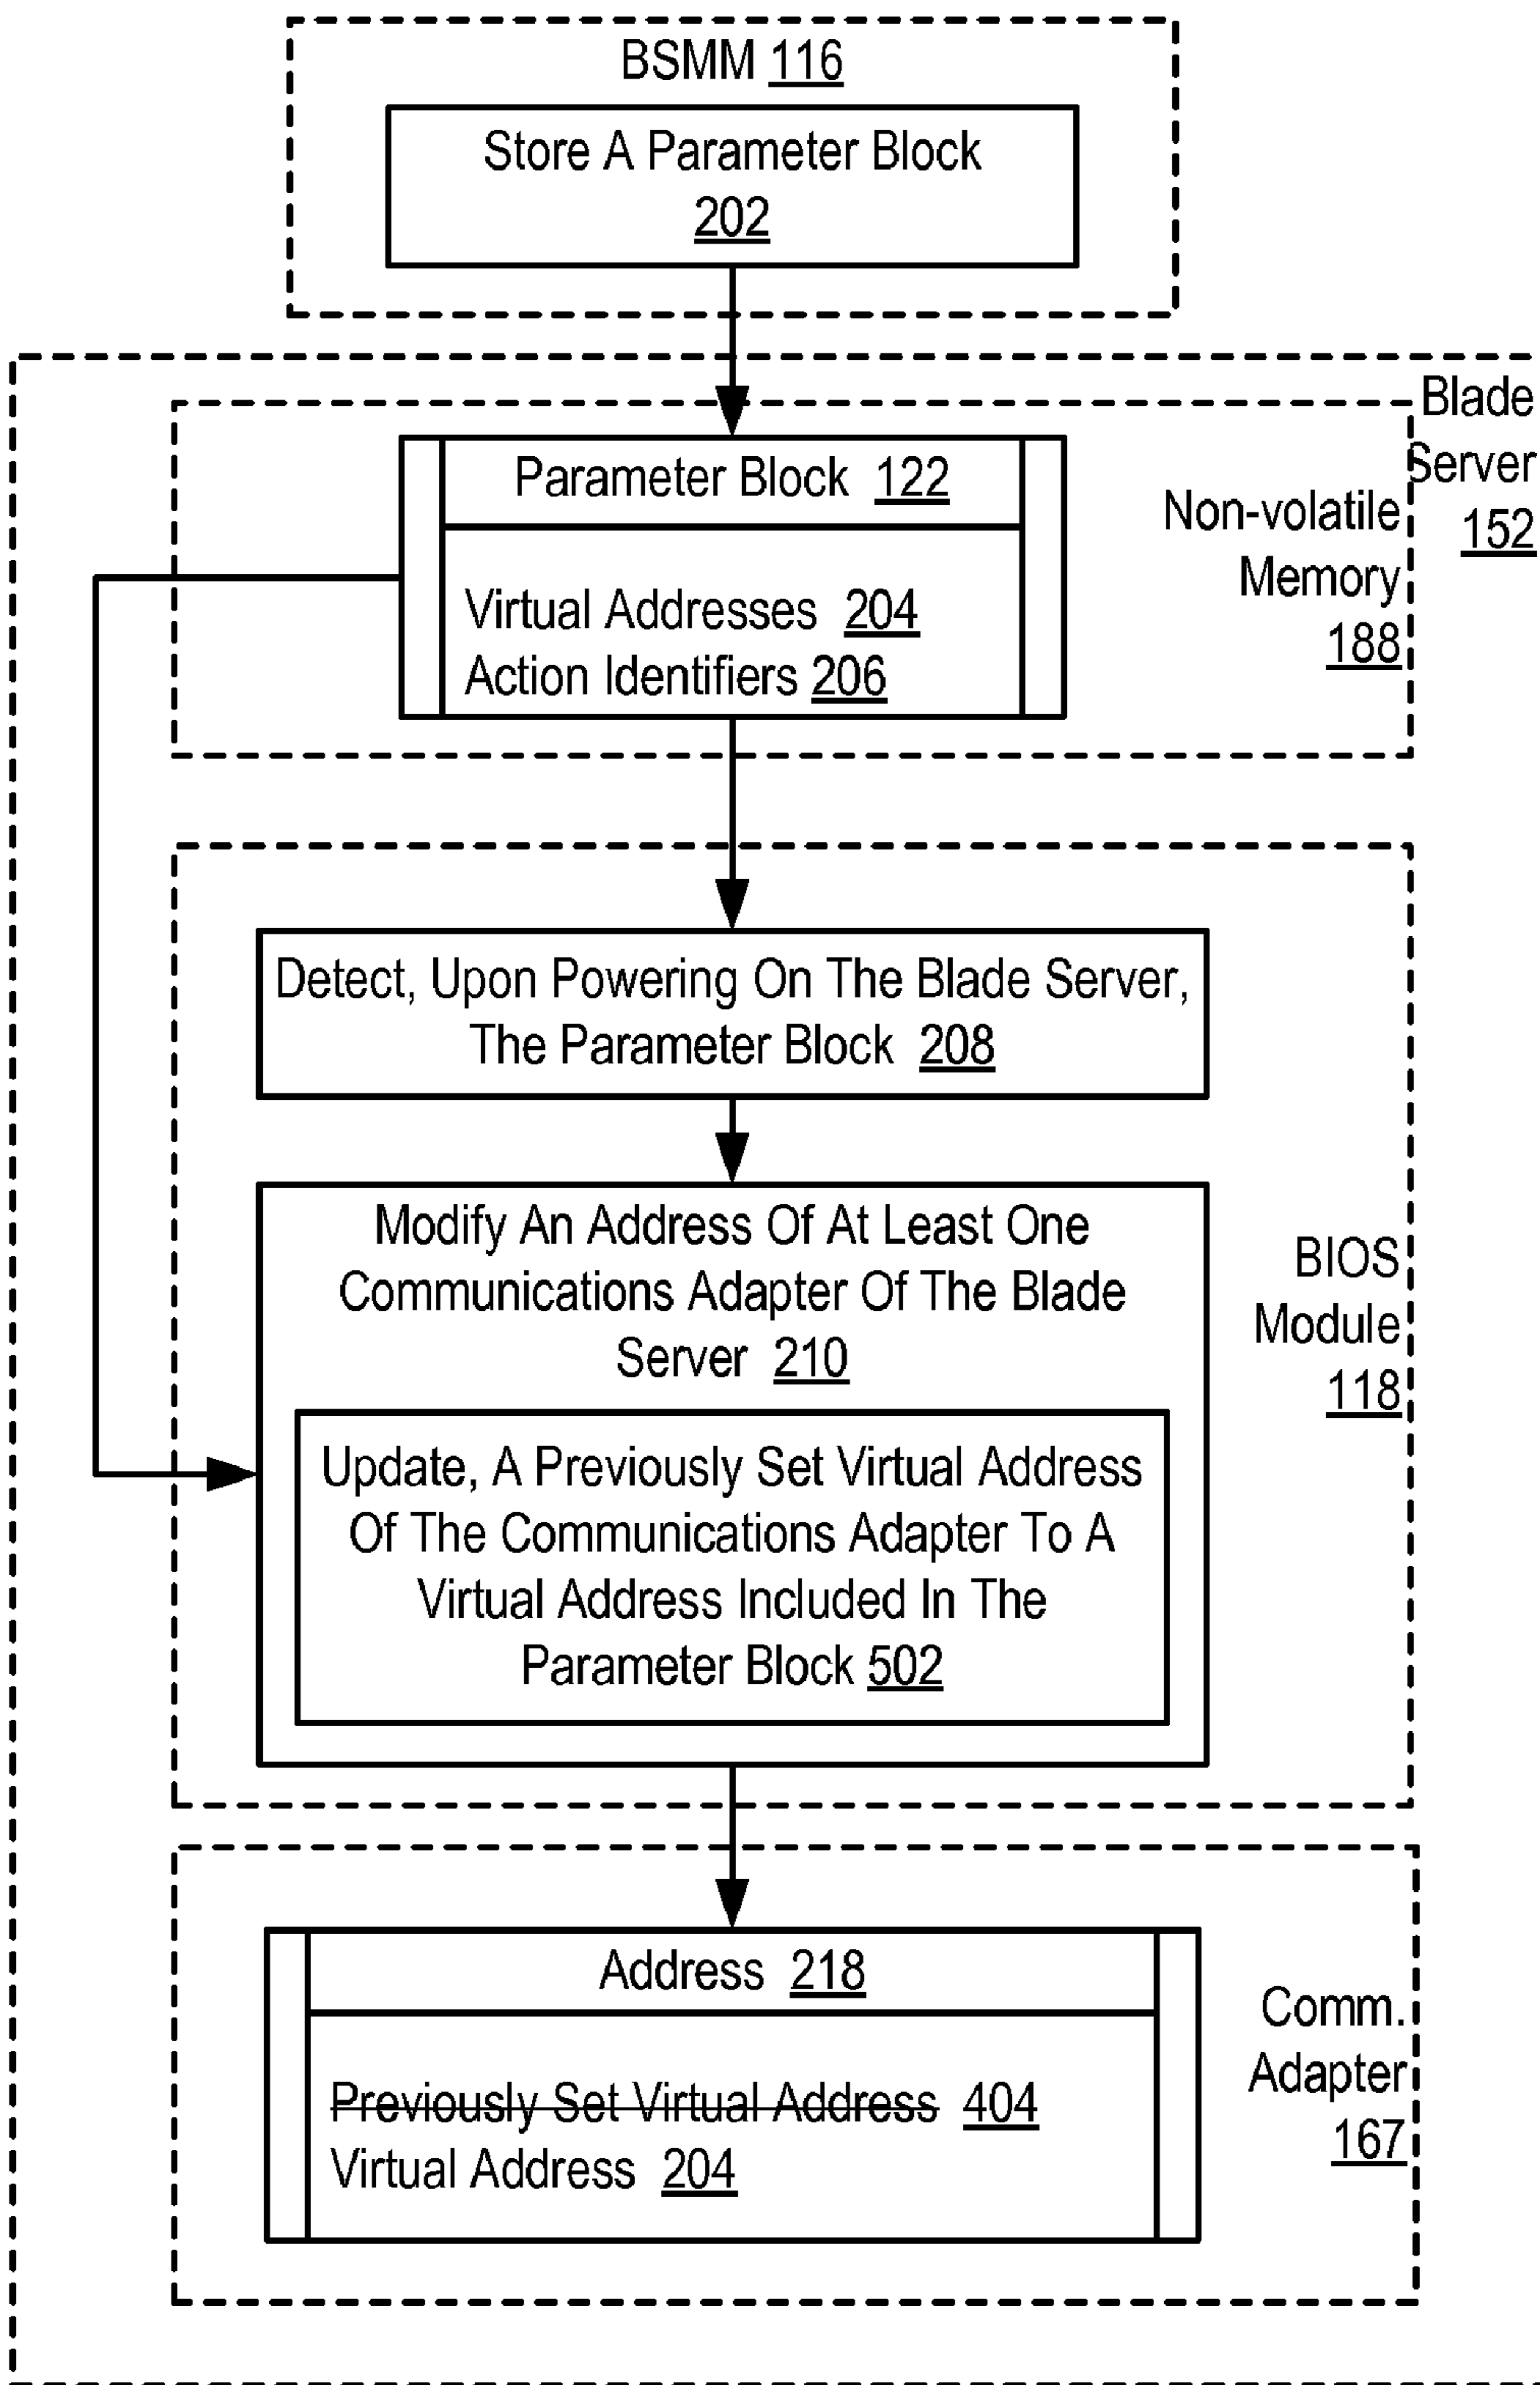 BSMM 116
Store A Parameter Block
202
Blade
Server
152
Parameter Block 122
Virtual Addresses 204
Action Identifiers 206
Non-volatile
Memory
188
Detect, Upon Powering On The Blade Server,
The Parameter Block 208
Modify An Address Of At Least One
Communications Adapter Of The Blade
Server 210
Update, A Previously Set Virtual Address
Of The Communications Adapter To A
Virtual Address Included In The
Parameter Block 502
BIOS
Module
118
Address 218
Previously Set Virtual Address 404
Virtual Address 204
Comm.
Adapter
167